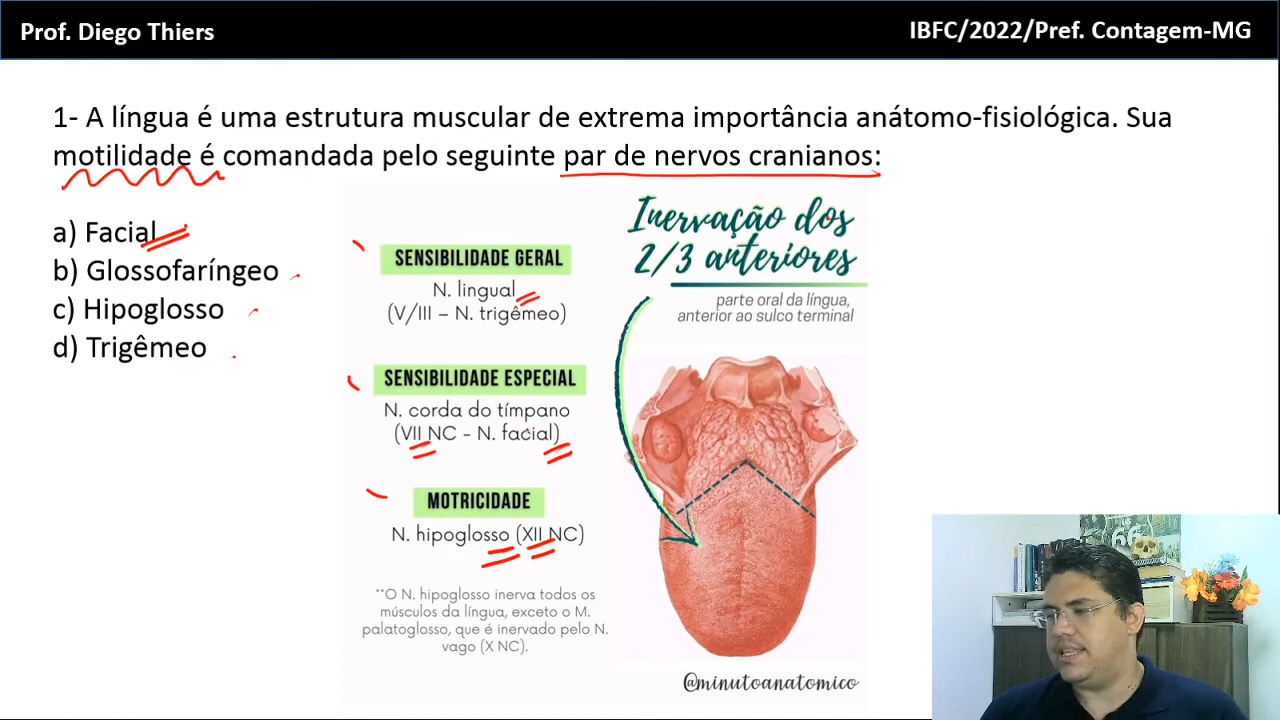 Prof. Diego Thiers
IBFC/2022/Pref. Contagem-MG
1- A língua é uma estrutura muscular de extrema importância anátomo-fisiológica. Sua
motilidade é comandada pelo seguinte par de nervos cranianos:
a) Facial
b) Glossofaríngeo
c) Hipoglosso
d) Trigêmeo
SENSIBILIDADE GERAL
N. lingual
(V/III – N. trigêmeo)
SENSIBILIDADE ESPECIAL
N. corda do tímpano
(VII NC - N. facial)
MOTRICIDADE
N. hipoglosso (XII NC)
**O N. hipoglosso inerva todos os
músculos da língua, exceto o M.
palatoglosso, que é inervado pelo N.
vago (X NC).
Inervação dos
2/3 anteriores
parte oral da língua,
anterior ao sulco terminal
@minutoanatomico
66